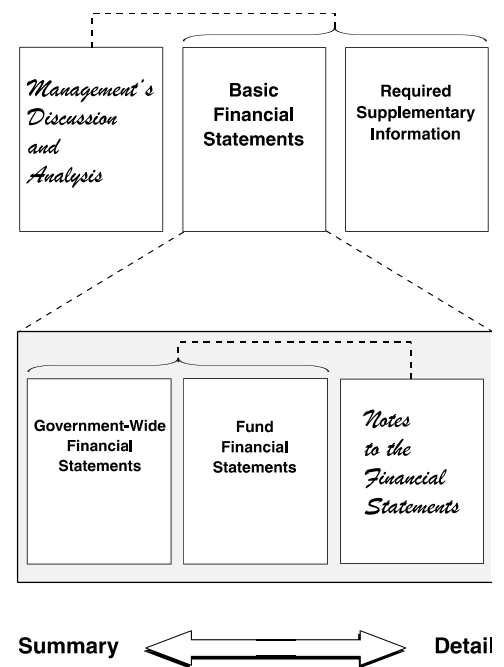 Management's
Discussion
and
Analysis
Basic
Financial
Statements
Required
Supplementary
Information
Government-Wide
Financial
Statements
Fund
Financial
Statements
Notes
to the
Financial
Statements
Summary
Detail